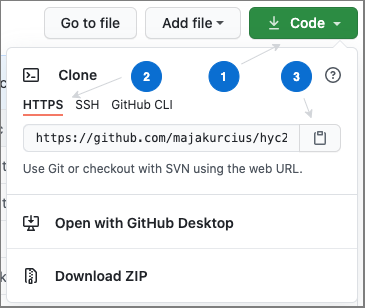 Go to file Add file Code
1
2
3
Clone
HTTPS SSH GitHub CLI
https://github.com/majakurcius/hyc2
Use Git or checkout with SVN using the web URL.
Open with GitHub Desktop
Download ZIP